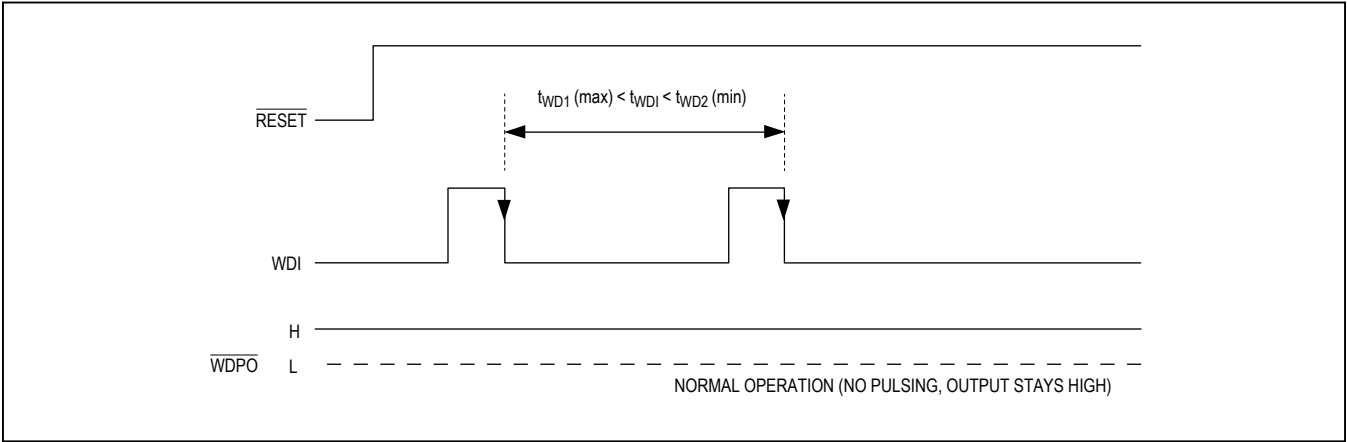 tWD1 (max) < tWDI < tWD2 (min)
RESET
WDI
H
WDPO L
NORMAL OPERATION (NO PULSING, OUTPUT STAYS HIGH)